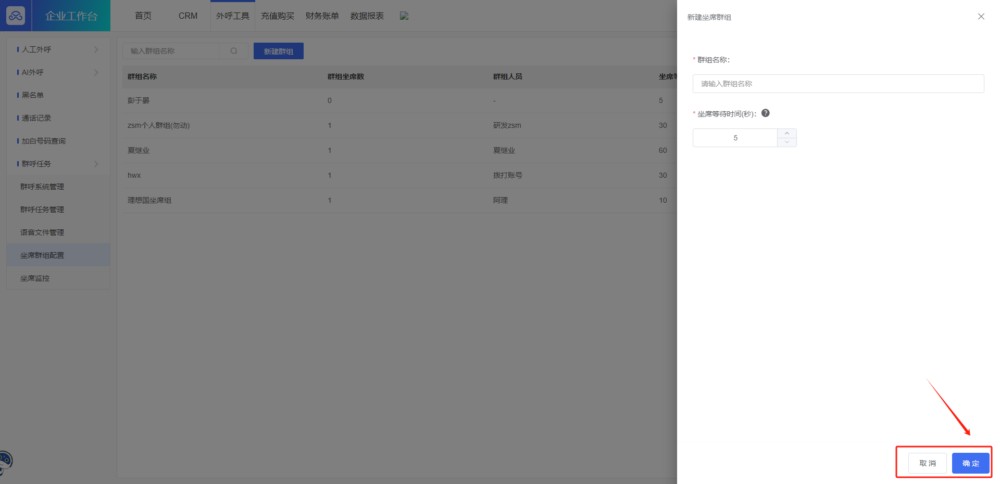 企业工作台
首页 CRM 外呼工具 充值购买 财务账单 数据报表
人工外呼
AI外呼
黑名单
通话记录
加白号码查询
群呼任务
群呼系统管理
群呼任务管理
语音文件管理
坐席群组配置
坐席监控
输入群组名称 新建群组
群组名称 群组坐席数 群组人员 坐席等
彭于晏 0 - 5
zsm个人群组(勿动) 1 研发zsm 30
夏继业 1 夏继业 60
hwx 1 拨打账号 30
理想国坐席组 1 阿理 10
新建坐席群组
* 群组名称:
请输入群组名称
* 坐席等待时间(秒): ?
5
取 消 确 定